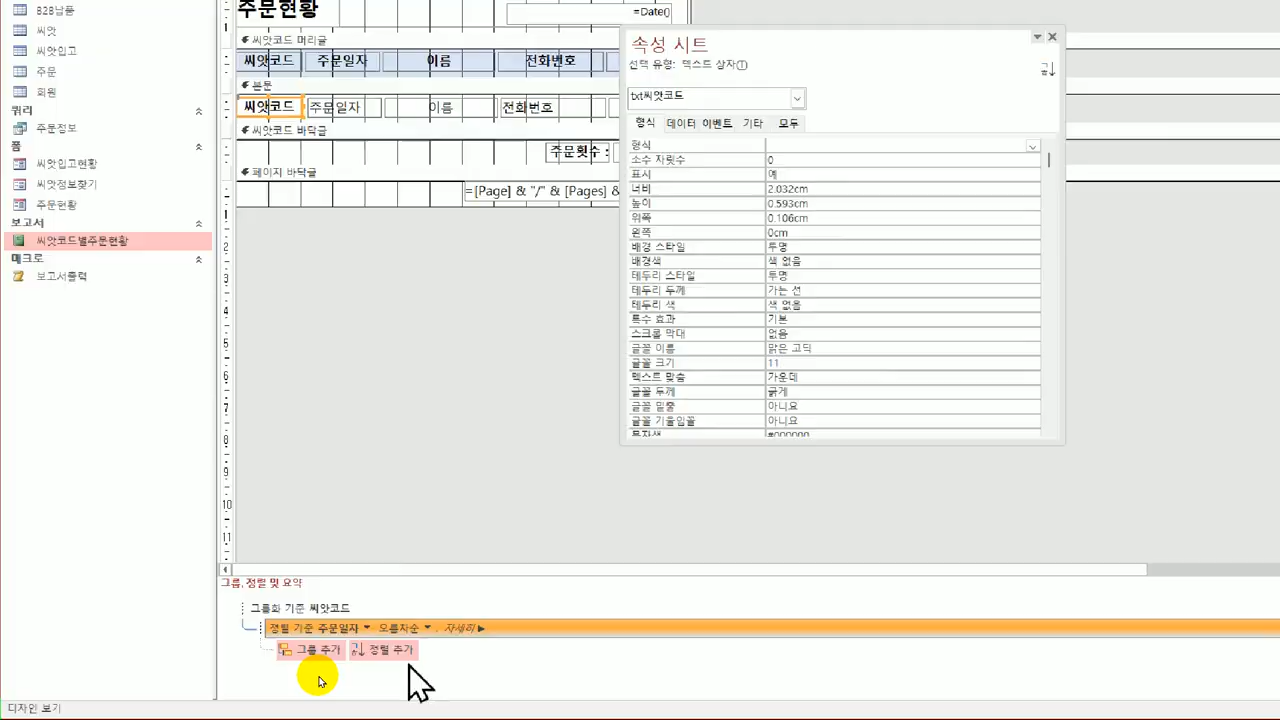 B2B납품
씨앗
씨앗입고
주문
회원
쿼리
주문정보
폼
씨앗입고현황
씨앗정보찾기
주문현황
보고서
씨앗코드별주문현황
매크로
보고서출력
주문현황
=Date()
씨앗코드 머리글
씨앗코드 주문일자 이름 전화번호
본문
씨앗코드 주문일자 이름 전화번호
씨앗코드 바닥글
주문횟수 :
페이지 바닥글
=[Page] & "/" & [Pages] &
속성 시트
선택 유형: 텍스트 상자(I)
txt씨앗코드
형식 데이터 이벤트 기타 모두
형식
소수 자릿수 0
표시 예
너비 2.032cm
높이 0.593cm
위쪽 0.106cm
왼쪽 0cm
배경 스타일 투명
배경색 색 없음
테두리 스타일 투명
테두리 두께 가는 선
테두리 색 색 없음
특수 효과 기본
스크롤 막대 없음
글꼴 이름 맑은 고딕
글꼴 크기 11
텍스트 맞춤 가운데
글꼴 두께 굵게
글꼴 밑줄 아니요
글꼴 기울임꼴 아니요
문자색 #000000
1
2
3
4
5
6
7
8
9
10
11
그룹, 정렬 및 요약
그룹화 기준 씨앗코드
정렬 기준 주문일자 오름차순 , 자세히
그룹 추가 정렬 추가
디자인 보기